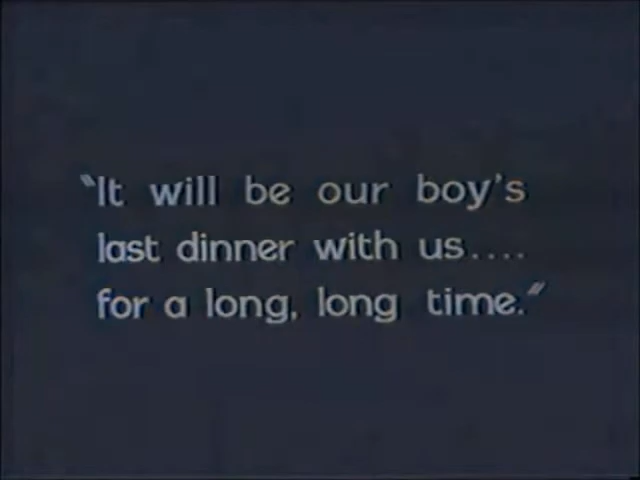 "It will be our boy's
last dinner with us....
for a long, long time."